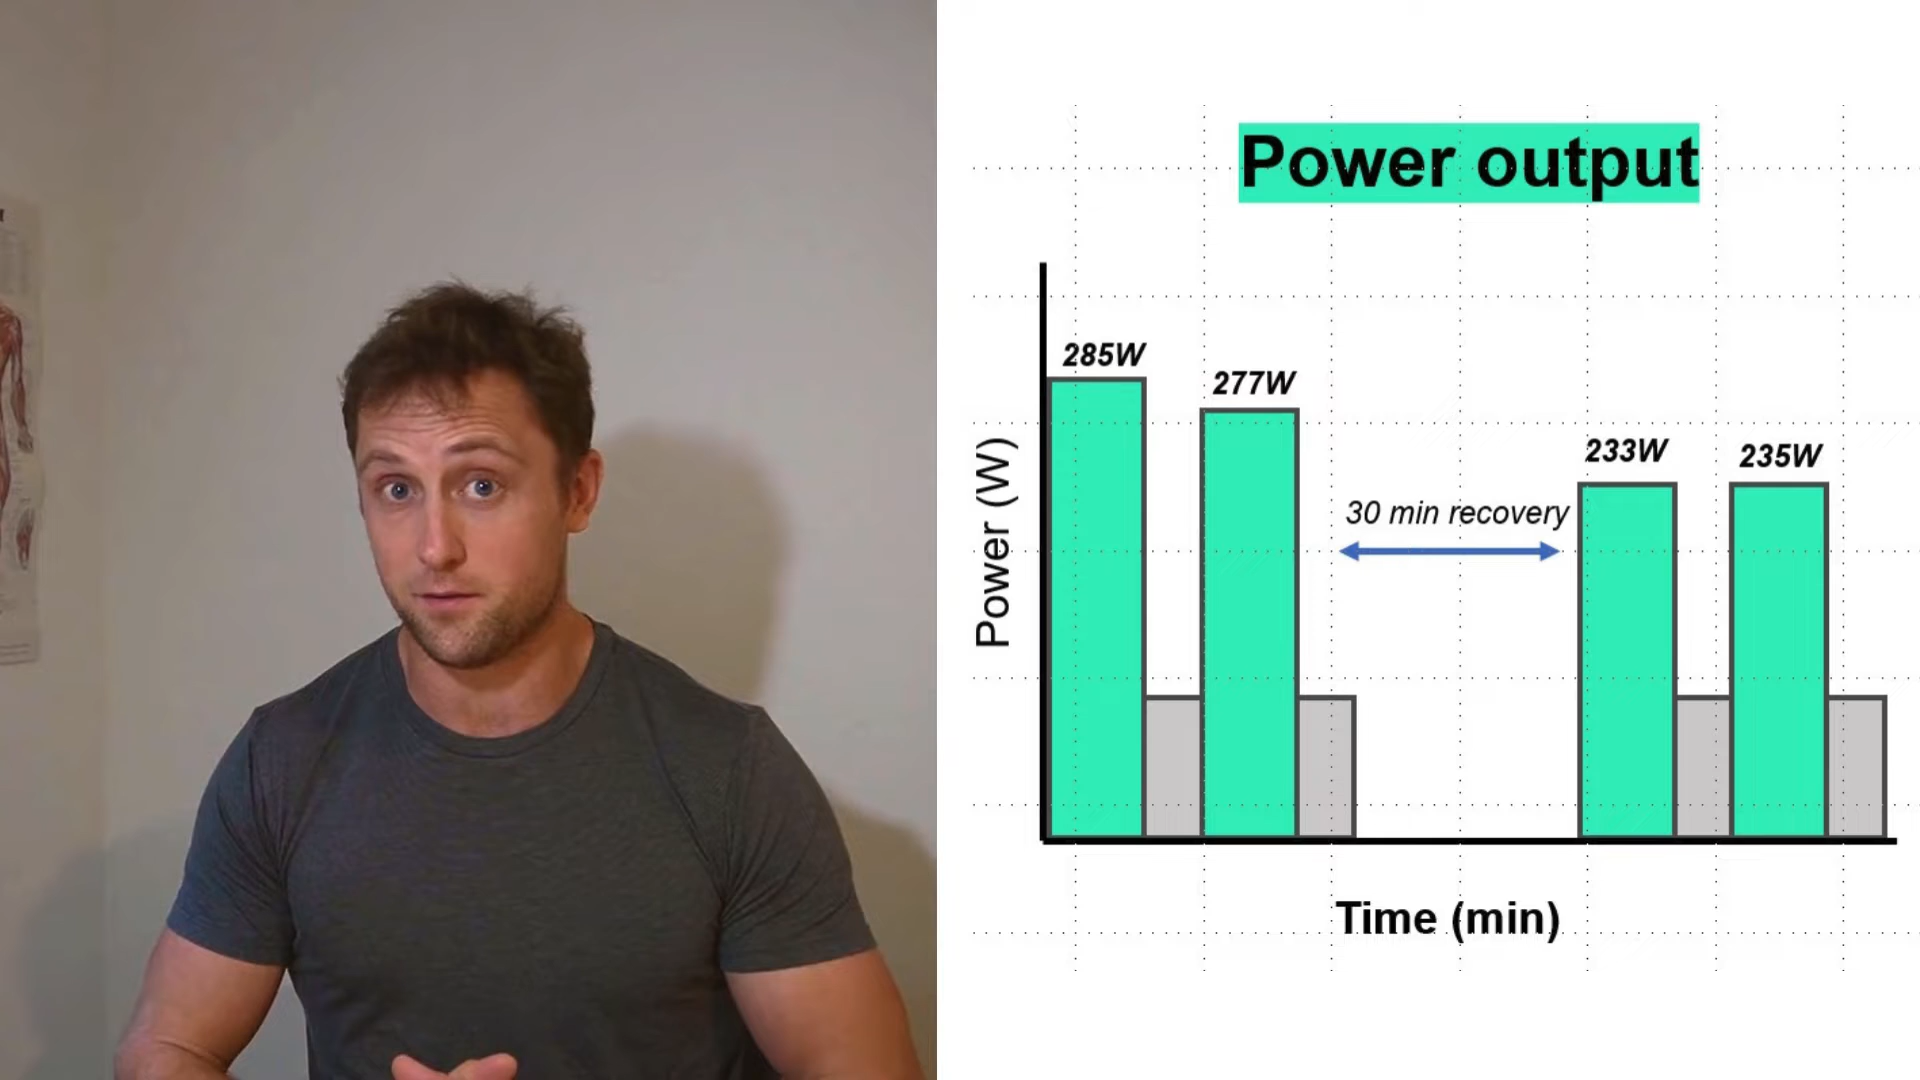 Power output
285W
277W
233W
235W
30 min recovery
Power (W)
Time (min)